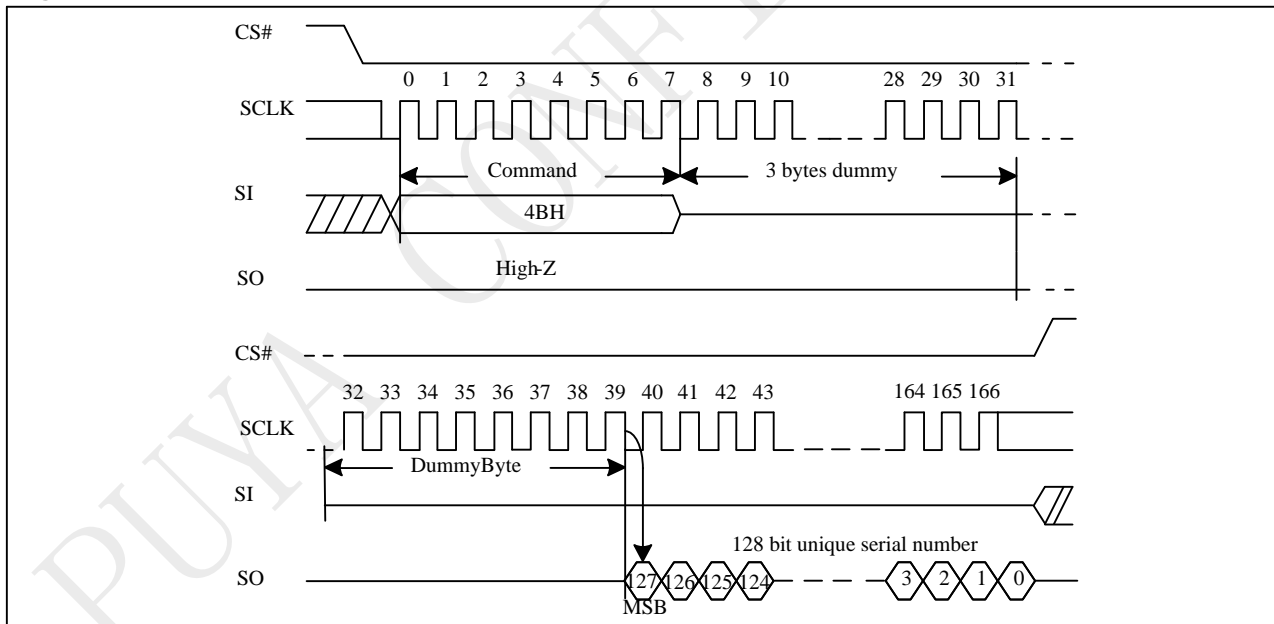 CS#
0 1 2 3 4 5 6 7 8 9 10 28 29 30 31
SCLK
Command 3 bytes dummy
SI
4BH
High-Z
SO
CS#
32 33 34 35 36 37 38 39 40 41 42 43 164 165 166
SCLK
DummyByte
SI
128 bit unique serial number
SO 127 126 125 124 3 2 1 0
MSB
PUYA CONF